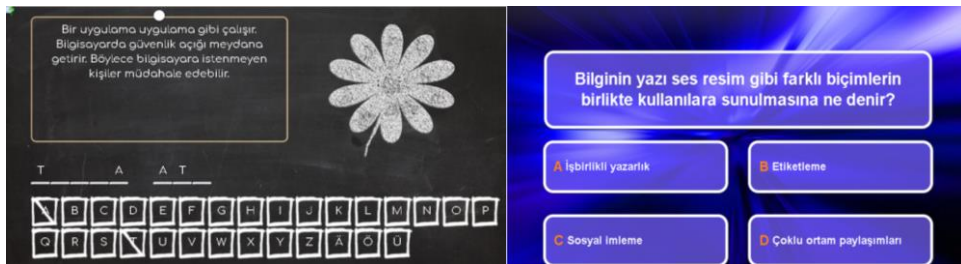 Bir uygulama uygulama gibi çalışır.
Bilgisayarda güvenlik açığı meydana
getirir. Böylece bilgisayara istenmeyen
kişiler müdahale edebilir.
T A A T
A B C D E F G H I J K L M N O P
Q R S T U V W X Y Z Ä Ö Ü
Bilginin yazı ses resim gibi farklı biçimlerin
birlikte kullanılara sunulmasına ne denir?
A İşbirlikli yazarlık
B Etiketleme
C Sosyal imleme
D Çoklu ortam paylaşımları